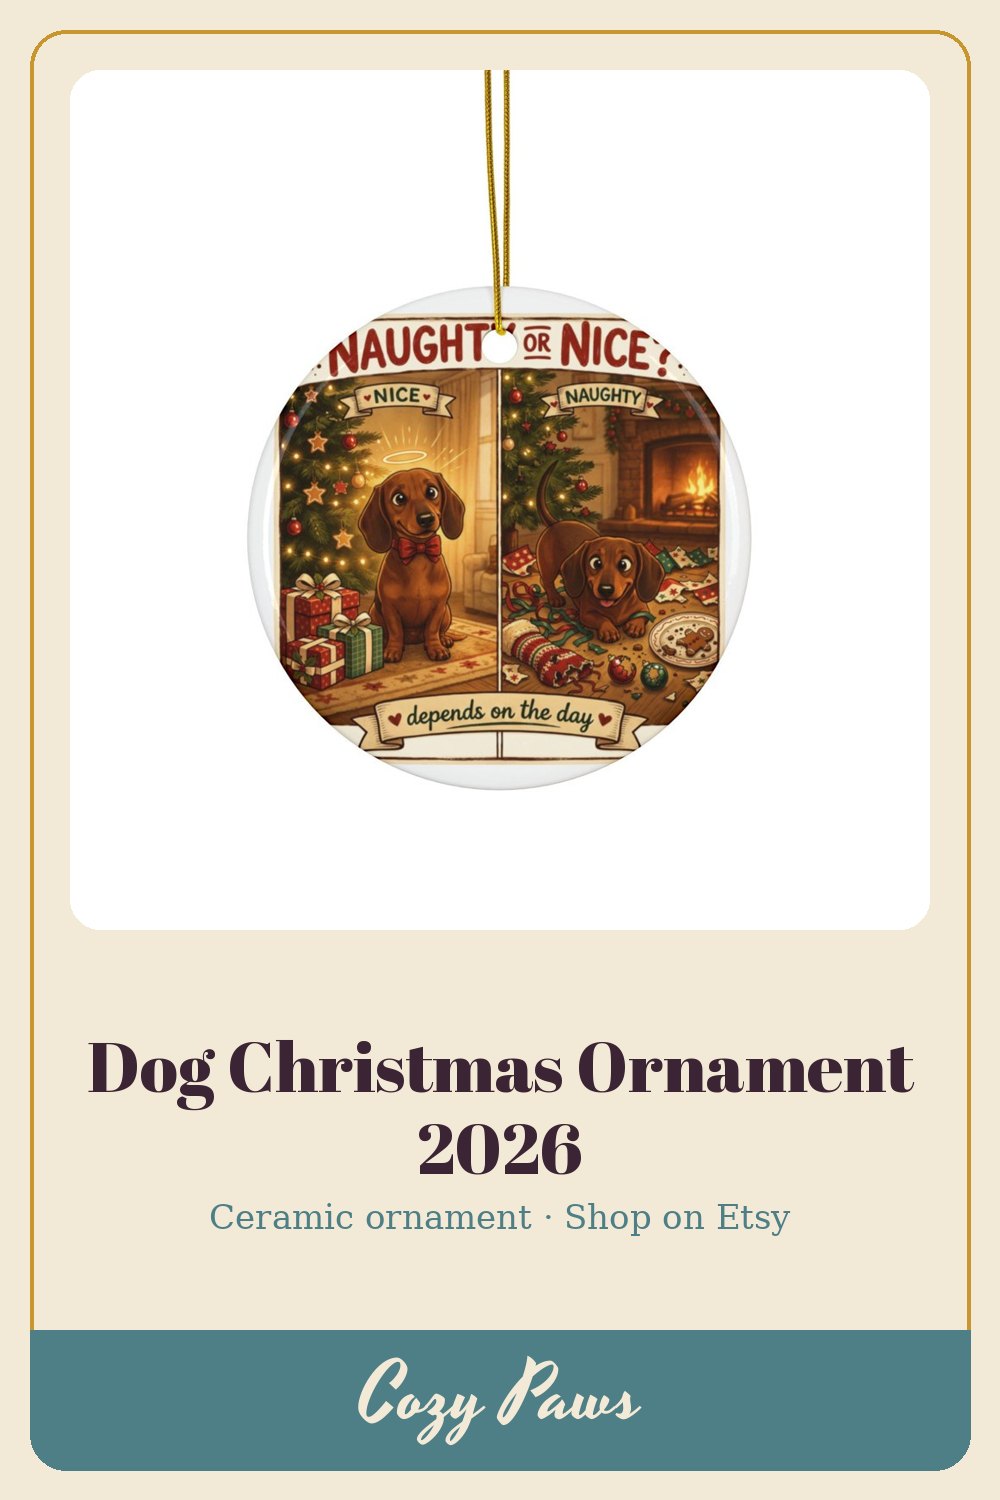 NAUGHTY OR NICE?
NICE
NAUGHTY
depends on the day
Dog Christmas Ornament
2026
Ceramic ornament · Shop on Etsy
Cozy Paws